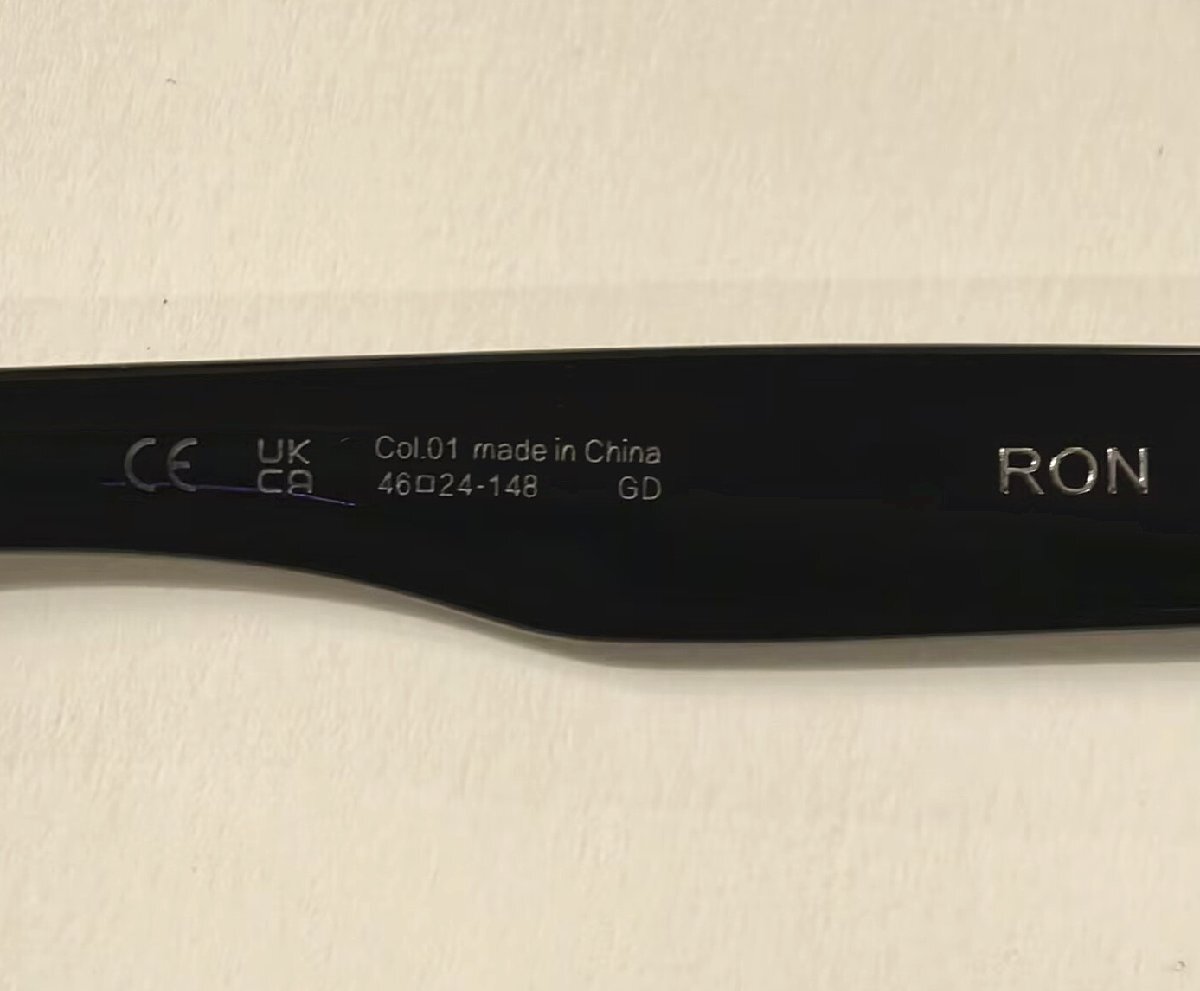 CE UK Col.01 made in China RON
CA 46□24-148 GD